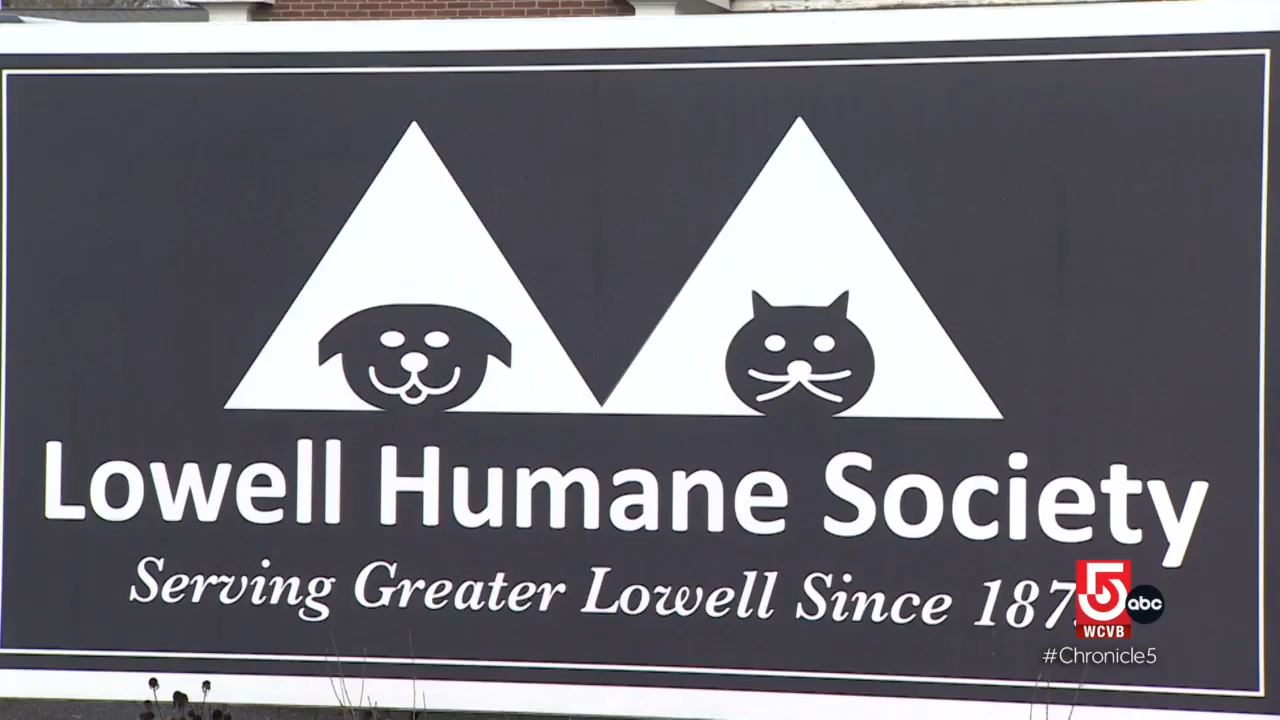 Lowell Humane Society
Serving Greater Lowell Since
5
abc
WCVB
#Chronicle5